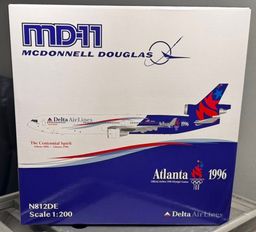 MD-11
MCDONNELL DOUGLAS
Delta Air Lines
1996
The Centennial Spirit
Atlanta 1996
N812DE
Scale 1:200
Delta Air Lines